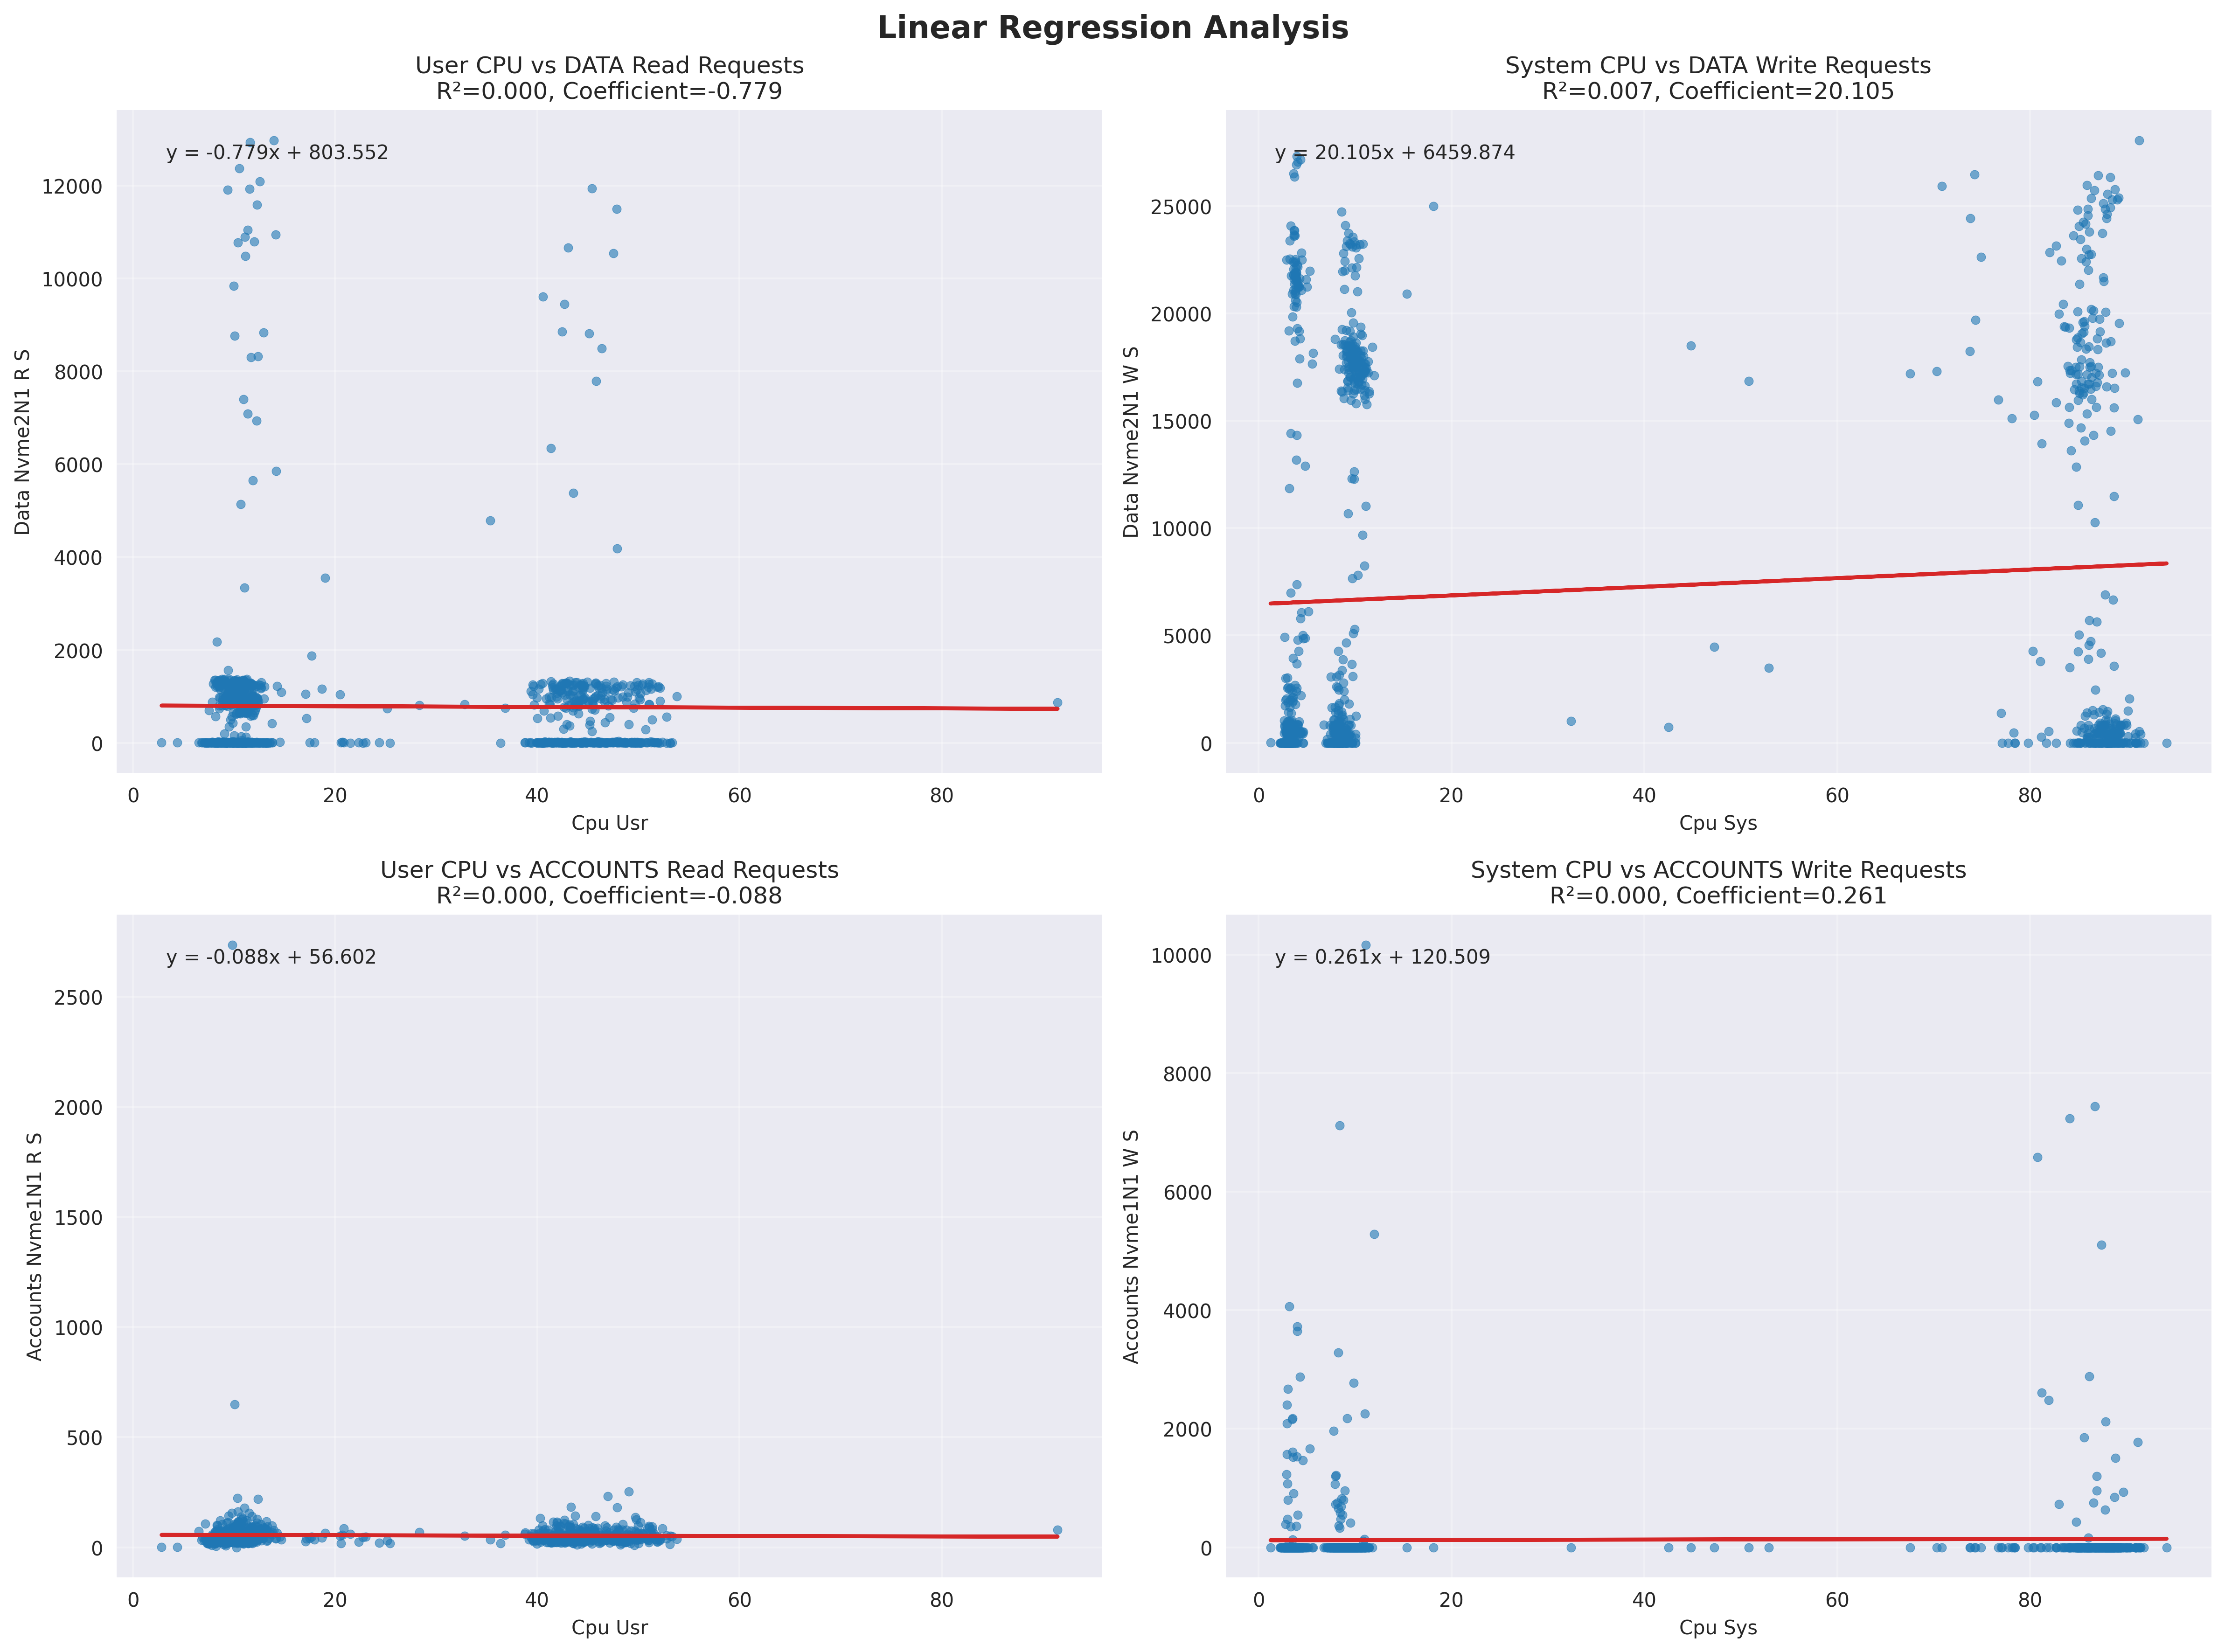 Linear Regression Analysis
User CPU vs DATA Read Requests
R²=0.000, Coefficient=-0.779
y = -0.779x + 803.552
12000
10000
8000
6000
4000
2000
0
Data Nvme2N1 R S
0 20 40 60 80
Cpu Usr
System CPU vs DATA Write Requests
R²=0.007, Coefficient=20.105
y = 20.105x + 6459.874
25000
20000
15000
10000
5000
0
Data Nvme2N1 W S
0 20 40 60 80
Cpu Sys
User CPU vs ACCOUNTS Read Requests
R²=0.000, Coefficient=-0.088
y = -0.088x + 56.602
2500
2000
1500
1000
500
0
Accounts Nvme1N1 R S
0 20 40 60 80
Cpu Usr
System CPU vs ACCOUNTS Write Requests
R²=0.000, Coefficient=0.261
y = 0.261x + 120.509
10000
8000
6000
4000
2000
0
Accounts Nvme1N1 W S
0 20 40 60 80
Cpu Sys